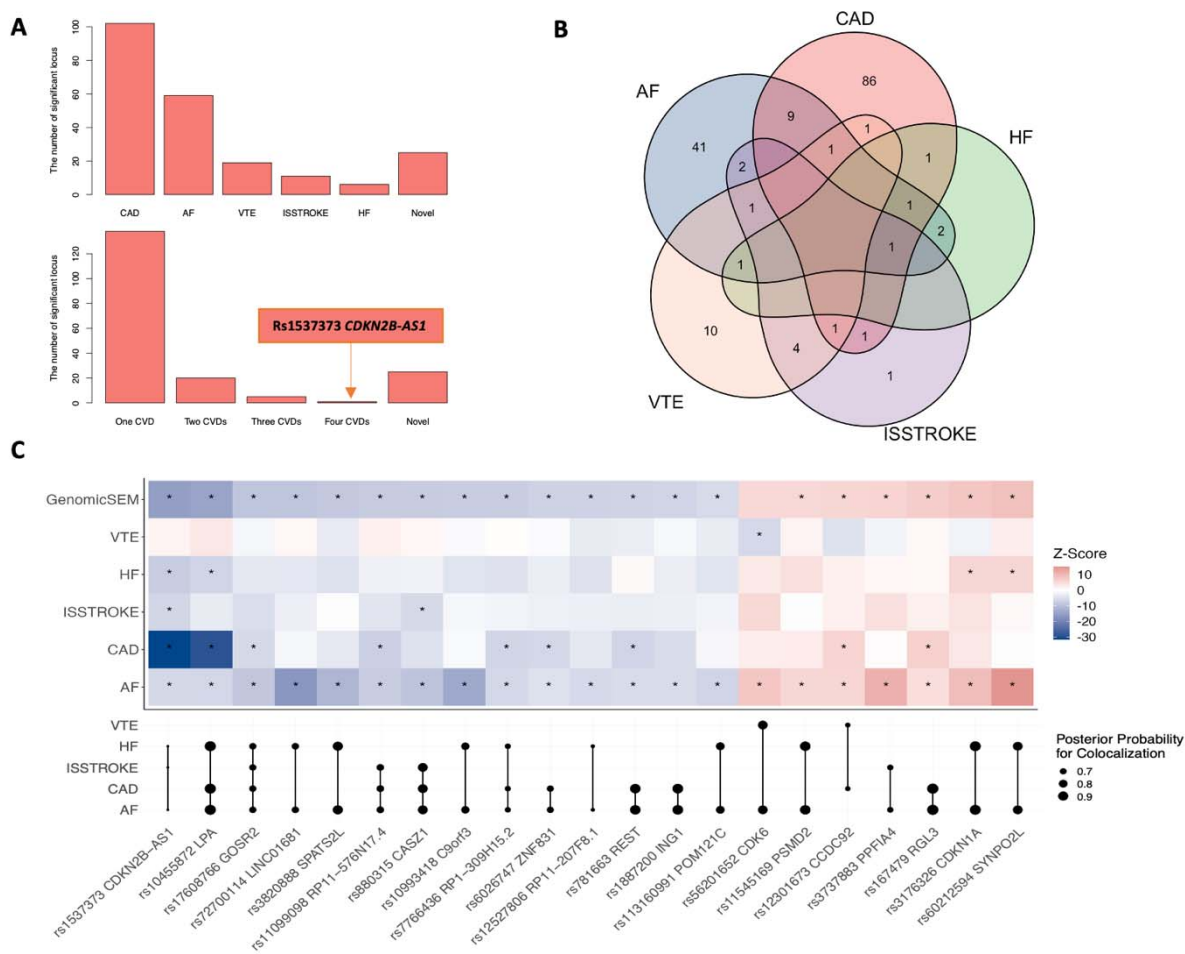 A
The number of significant locus
0 20 40 60 80 100
CAD AF VTE ISSTROKE HF Novel
The number of significant locus
0 20 40 60 80 100 120
Rs1537373 CDKN2B-AS1
One CVD Two CVDs Three CVDs Four CVDs Novel
B
CAD
AF
HF
VTE
ISSTROKE
86
9
1
1
1
41
2
1
1
2
1
1
1
10
4
1
1
1
C
GenomicSEM
* * * * * * * * * * * * * * * * * * * *
VTE
*
HF
* * * *
ISSTROKE
* *
CAD
* * * * * * * * *
AF
* * * * * * * * * * * * * * * * * * * * *
Z-Score
10
0
-10
-20
-30
VTE
HF
ISSTROKE
CAD
AF
Posterior Probability
for Colocalization
0.7
0.8
0.9
rs1537373 CDKN2B-AS1
rs10455872 LPA
rs17608766 GOSR2
rs72700114 LINC01681
rs3820888 SPATS2L
rs11099098 RP11-576N17.4
rs880315 CASZ1
rs10993418 C9orf3
rs7766436 RP1-309H15.2
rs6026747 ZNF831
rs12527806 RP11-207F8.1
rs781663 REST
rs1887200 ING1
rs113160991 POM121C
rs56201652 CDK6
rs11545169 PSMD2
rs12301673 CCDC92
rs3737883 PPFIA4
rs167479 RGL3
rs3176326 CDKN1A
rs60212594 SYNPO2L